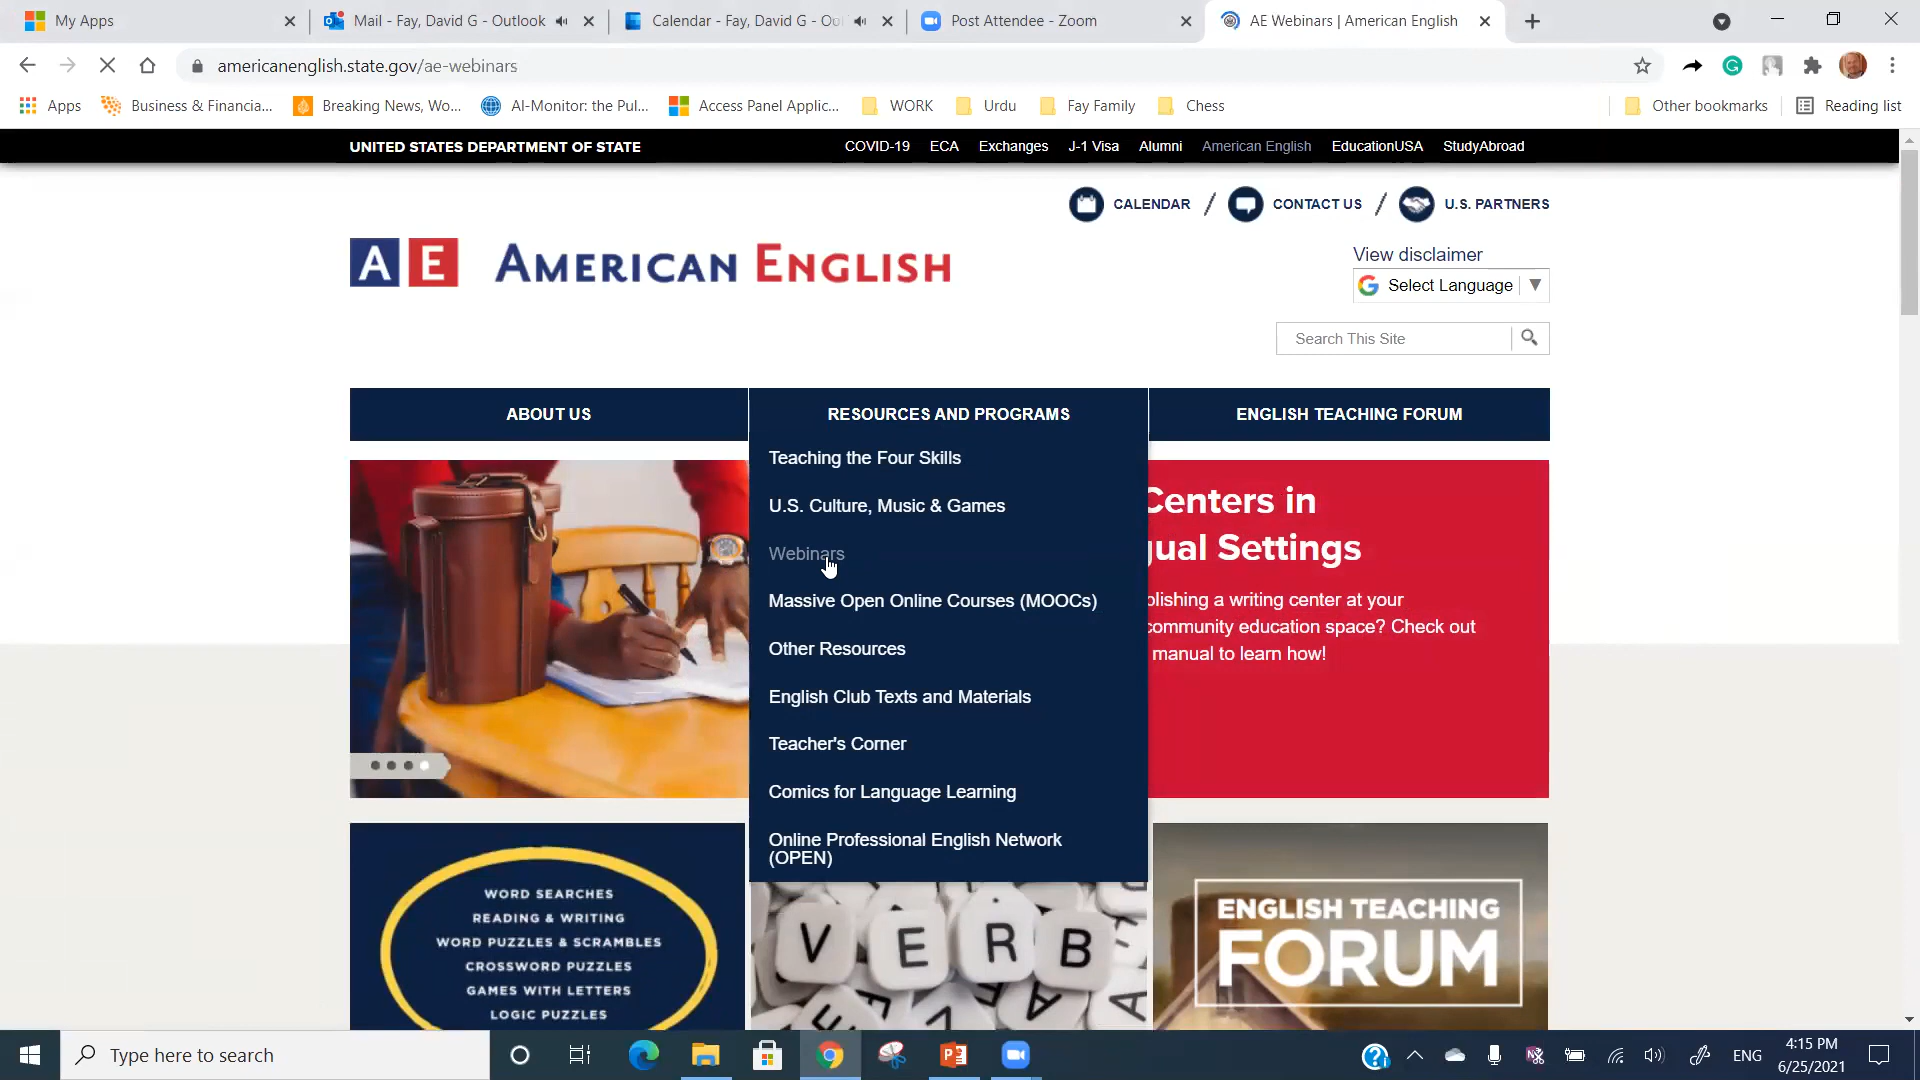 My Apps
Mail - Fay, David G - Outlook
Calendar - Fay, David G - Ou
Post Attendee - Zoom
AE Webinars | American English
americanenglish.state.gov/ae-webinars
Apps
Business & Financia...
Breaking News, Wo...
Al-Monitor: the Pul...
Access Panel Applic...
WORK
Urdu
Fay Family
Chess
Other bookmarks
Reading list
UNITED STATES DEPARTMENT OF STATE
COVID-19
ECA
Exchanges
J-1 Visa
Alumni
American English
EducationUSA
StudyAbroad
CALENDAR / CONTACT US / U.S. PARTNERS
AE AMERICAN ENGLISH
View disclaimer
Select Language
Search This Site
ABOUT US
RESOURCES AND PROGRAMS
ENGLISH TEACHING FORUM
Teaching the Four Skills
U.S. Culture, Music & Games
Webinars
Massive Open Online Courses (MOOCs)
Other Resources
English Club Texts and Materials
Teacher's Corner
Comics for Language Learning
Online Professional English Network
(OPEN)
Centers in
gual Settings
blishing a writing center at your
community education space? Check out
manual to learn how!
WORD SEARCHES
READING & WRITING
WORD PUZZLES & SCRAMBLES
CROSSWORD PUZZLES
GAMES WITH LETTERS
LOGIC PUZZLES
VERB
ENGLISH TEACHING
FORUM
Type here to search
ENG
4:15 PM
6/25/2021